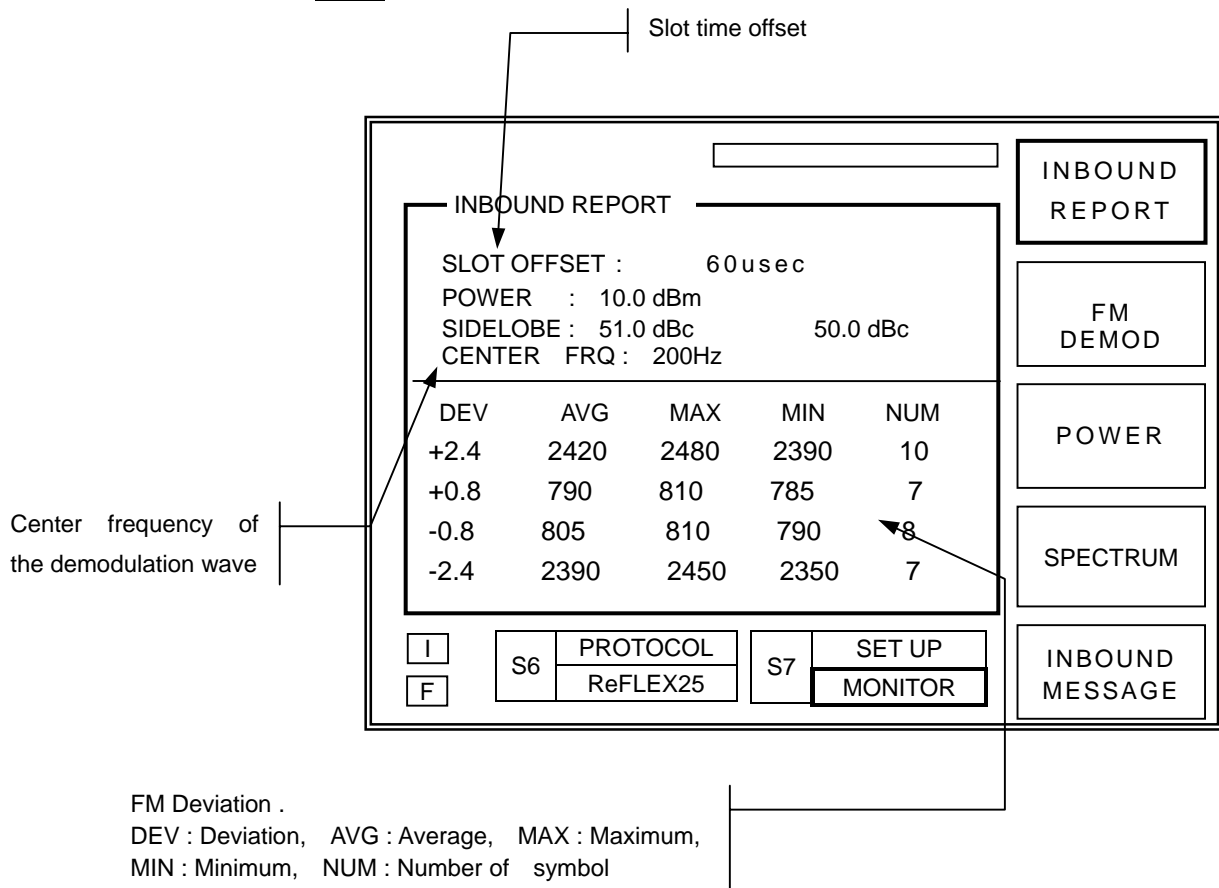 Slot time offset
INBOUND REPORT
SLOT OFFSET : 60usec
POWER : 10.0 dBm
SIDELOBE : 51.0 dBc 50.0 dBc
CENTER FRQ : 200Hz
DEV AVG MAX MIN NUM
+2.4 2420 2480 2390 10
+0.8 790 810 785 7
-0.8 805 810 790 8
-2.4 2390 2450 2350 7
I
F
S6
PROTOCOL
ReFLEX25
S7
SET UP
MONITOR
INBOUND
REPORT
FM
DEMOD
POWER
SPECTRUM
INBOUND
MESSAGE
Center frequency of
the demodulation wave
FM Deviation .
DEV : Deviation, AVG : Average, MAX : Maximum,
MIN : Minimum, NUM : Number of symbol